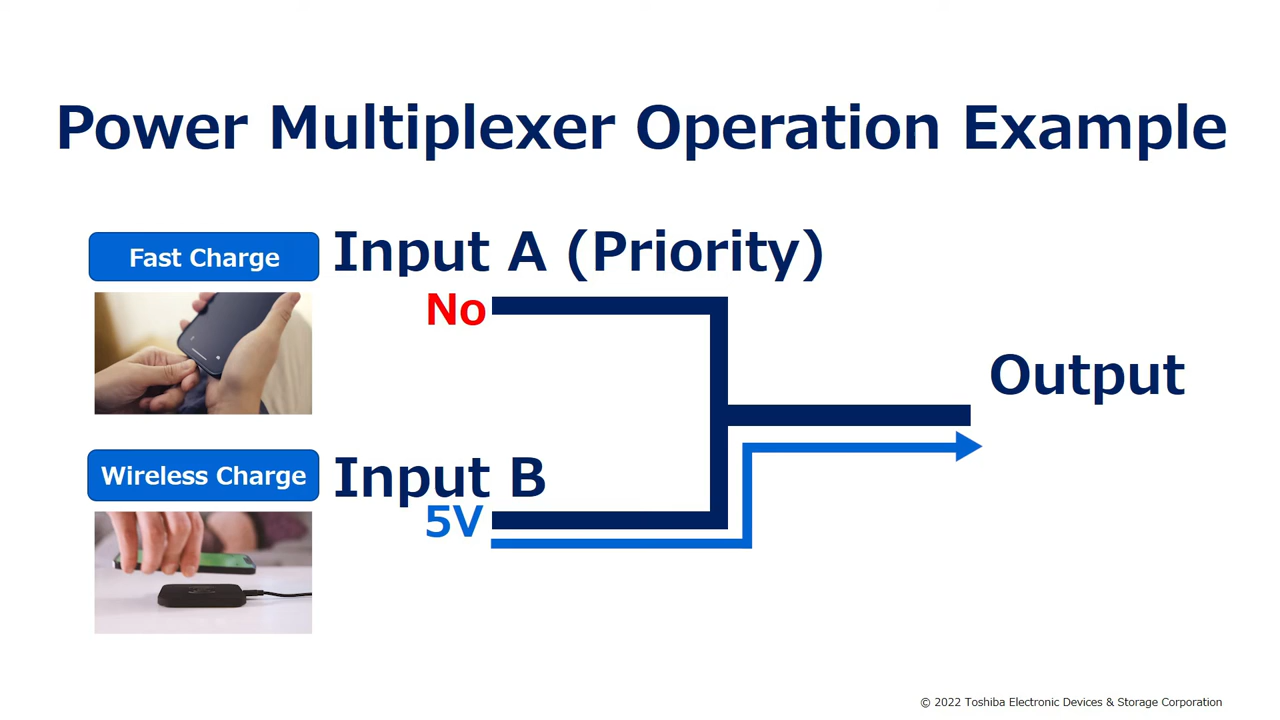 Power Multiplexer Operation Example
Fast Charge
Input A (Priority)
No
Output
Wireless Charge
Input B
5V
© 2022 Toshiba Electronic Devices & Storage Corporation